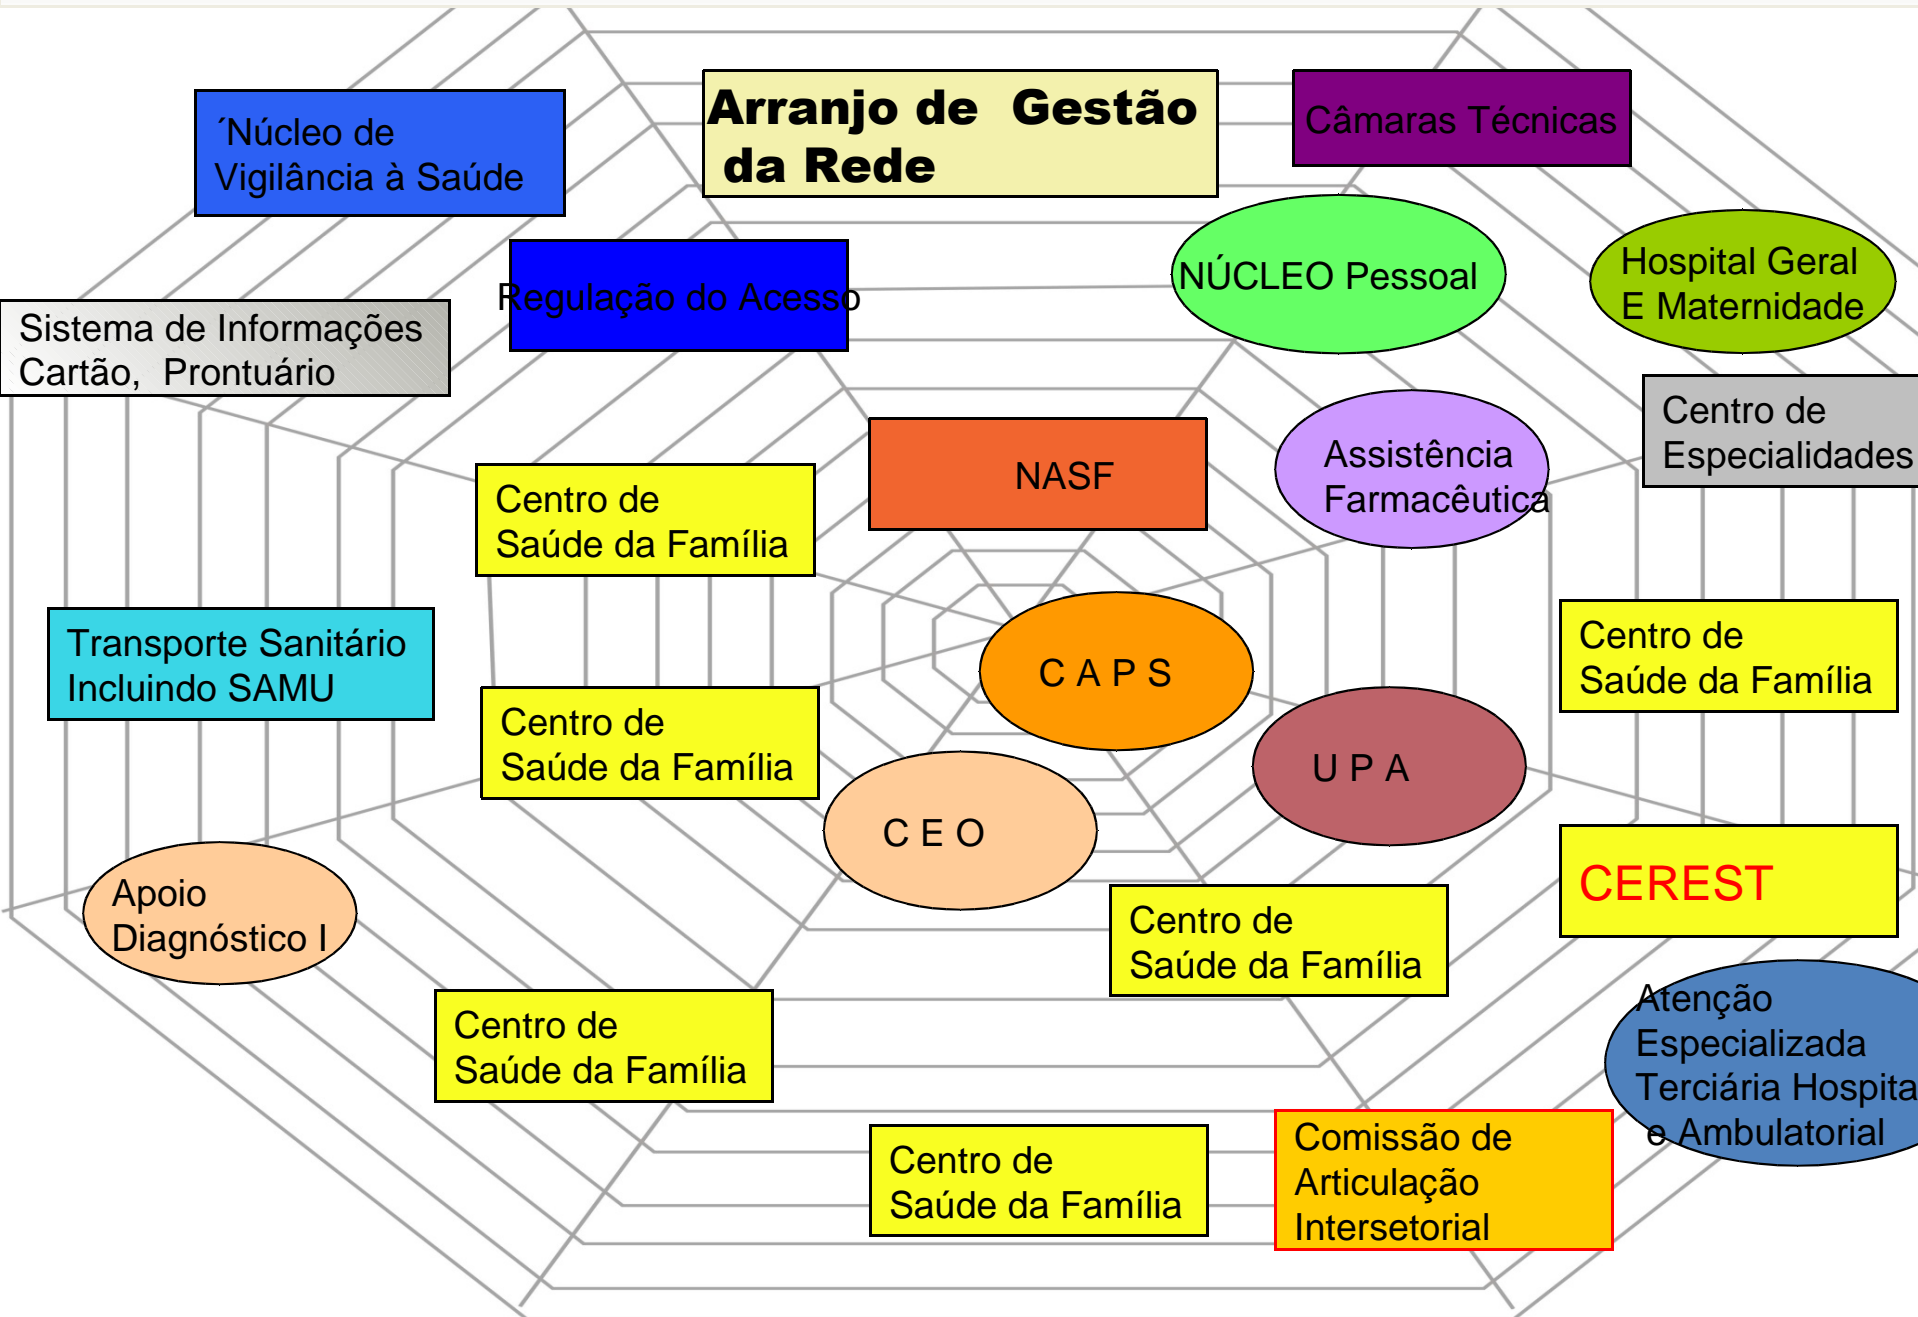 Arranjo de  Gestão
da Rede
´Núcleo de
Vigilância à Saúde
Câmaras Técnicas
Regulação do Acesso
NÚCLEO Pessoal
Hospital Geral
E Maternidade
Sistema de Informações
Cartão,  Prontuário
Centro de
Especialidades
NASF
Assistência
Farmacêutica
Centro de
Saúde da Família
Transporte Sanitário
Incluindo SAMU
C A P S
Centro de
Saúde da Família
Centro de
Saúde da Família
U P A
C E O
CEREST
Apoio
Diagnóstico I
Centro de
Saúde da Família
Centro de
Saúde da Família
Atenção
Especializada
Terciária Hospita
e Ambulatorial
Centro de
Saúde da Família
Comissão de
Articulação
Intersetorial